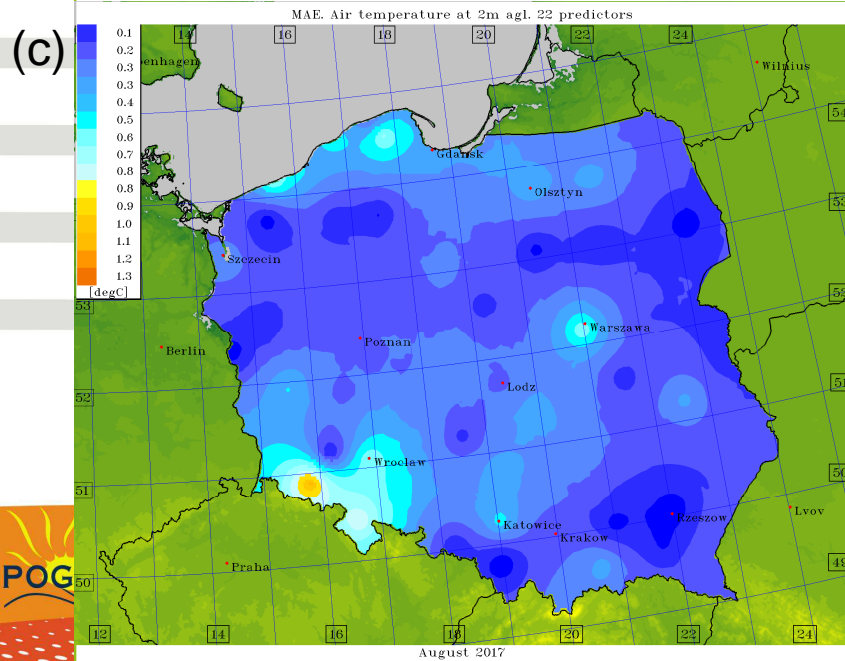 MAE. Air temperature at 2m agl. 22 predictors
(c)
0.1
0.2
0.3
0.3
0.4
0.5
0.6
0.7
0.8
0.8
0.9
1.0
1.1
1.2
1.3
[degC]
14
16
18
20
22
24
enhagen
Wilnius
54
Gdansk
Olsztyn
53
Szczecin
52
53
Warszawa
Poznan
Berlin
Lodz
51
52
Wroclaw
50
51
Katowice
Rzeszow
Lvov
Krakow
49
Praha
50
POG
12
14
16
18
20
22
24
August 2017